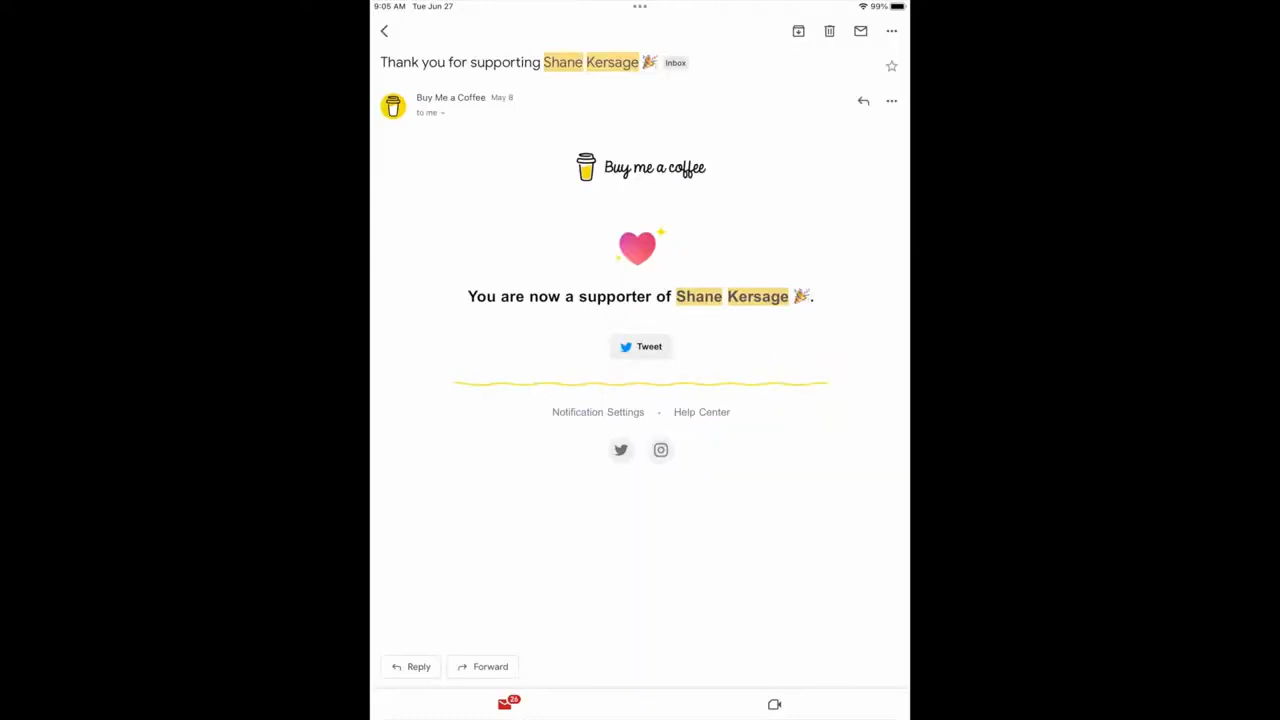 9:05 AM Tue Jun 27
99%
Thank you for supporting Shane Kersage 🎉 Inbox
Buy Me a Coffee May 8
to me
Buy me a coffee
You are now a supporter of Shane Kersage 🎉.
Tweet
Notification Settings · Help Center
Reply Forward
26